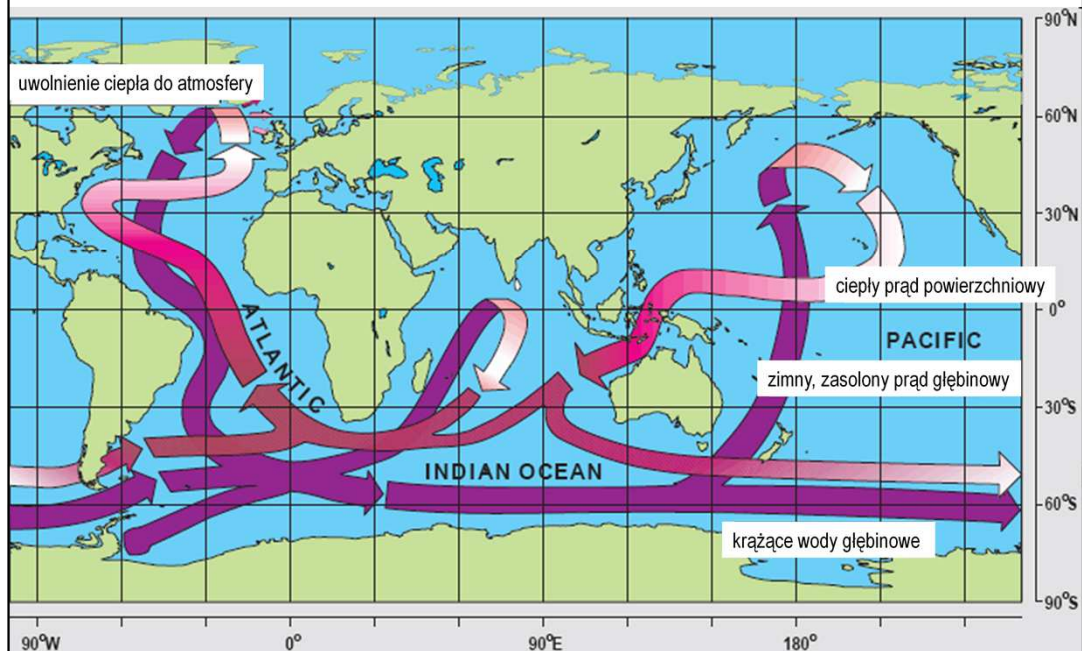 90°N
uwolnienie ciepła do atmosfery
60°N
30°N
ciepły prąd powierzchniowy
0°
ATLANTIC
PACIFIC
zimny, zasolony prąd głębinowy
30°S
INDIAN OCEAN
60°S
krążące wody głębinowe
90°S
90°W 0° 90°E 180°